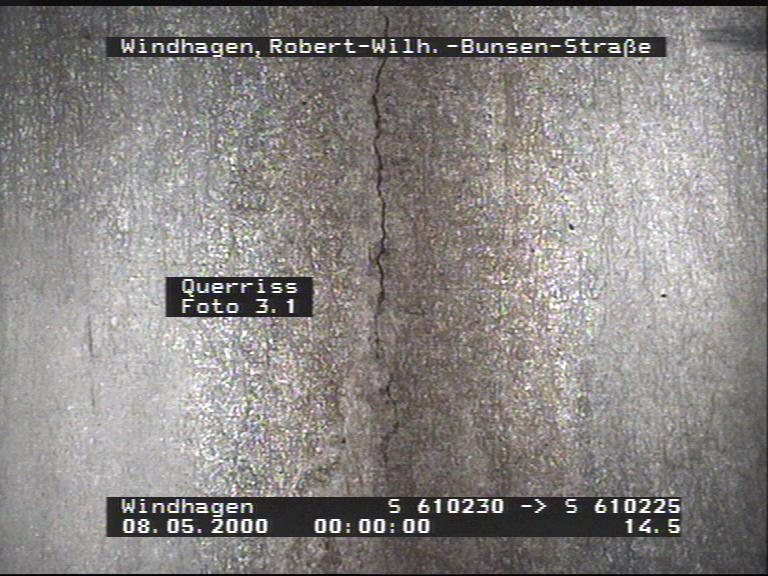 Windhagen, Robert-Wilh.-Bunsen-Straße
Querriss
Foto 3.1
Windhagen S 610230 -> S 610225
08.05.2000 00:00:00 14.5